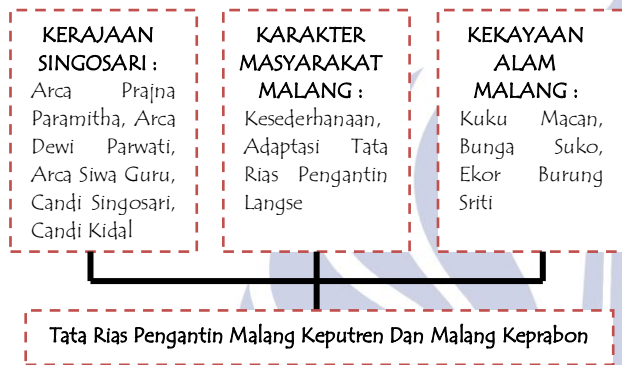 KERAJAAN
SINGOSARI :
Arca Prajna
Paramitha, Arca
Dewi Parwati,
Arca Siwa Guru,
Candi Singosari,
Candi Kidal
KARAKTER
MASYARAKAT
MALANG :
Kesederhanaan,
Adaptasi Tata
Rias Pengantin
Langse
KEKAYAAN
ALAM
MALANG :
Kuku Macan,
Bunga Suko,
Ekor Burung
Sriti
Tata Rias Pengantin Malang Keputren Dan Malang Keprabon